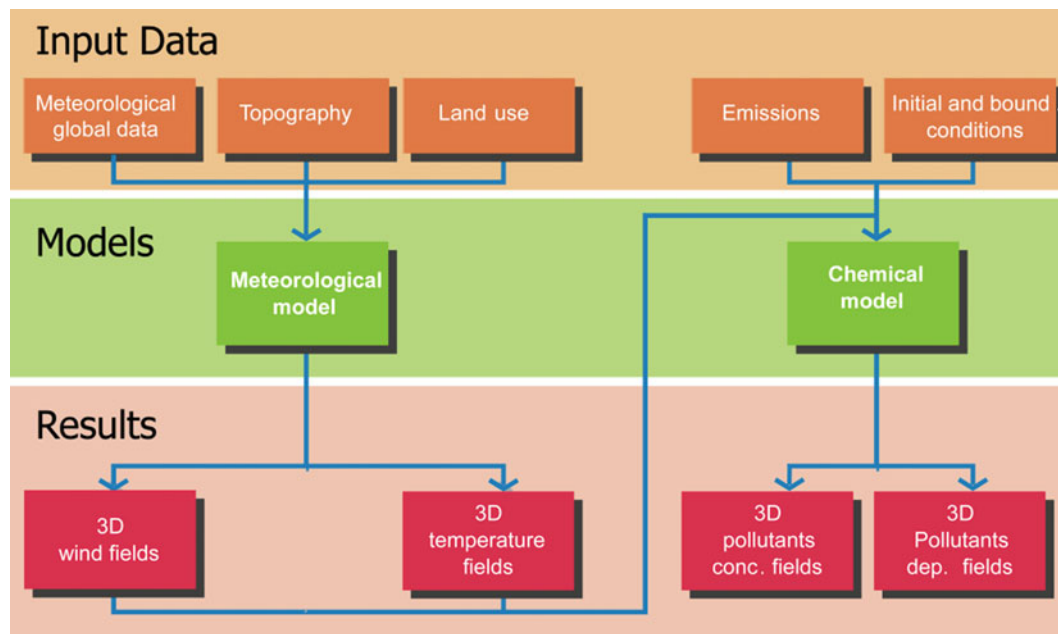 Input Data
Meteorological
global data
Topography
Land use
Emissions
Initial and bound
conditions
Models
Meteorological
model
Chemical
model
Results
3D
wind fields
3D
temperature
fields
3D
pollutants
conc. fields
3D
Pollutants
dep. fields